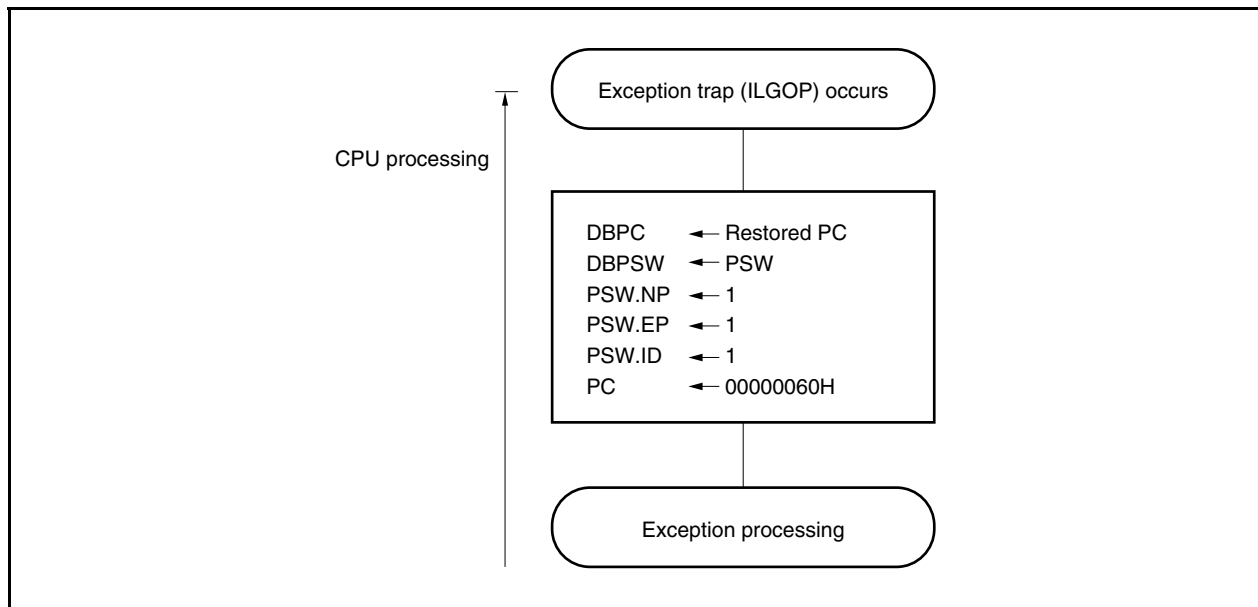 Exception trap (ILGOP) occurs
CPU processing
DBPC ← Restored PC
DBPSW ← PSW
PSW.NP ← 1
PSW.EP ← 1
PSW.ID ← 1
PC ← 00000060H
Exception processing